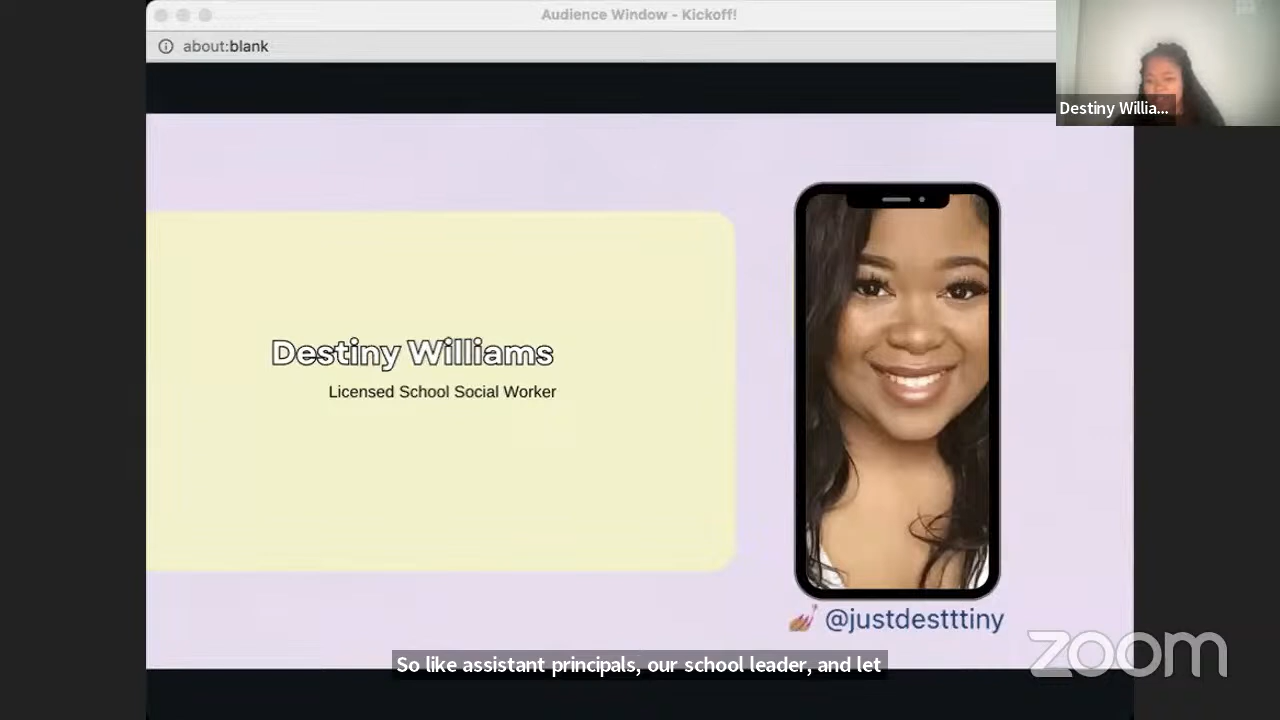 Audience Window - Kickoff!
about:blank
Destiny Willia...
Destiny Williams
Licensed School Social Worker
@justdestttiny
So like assistant principals, our school leader, and let
zoom